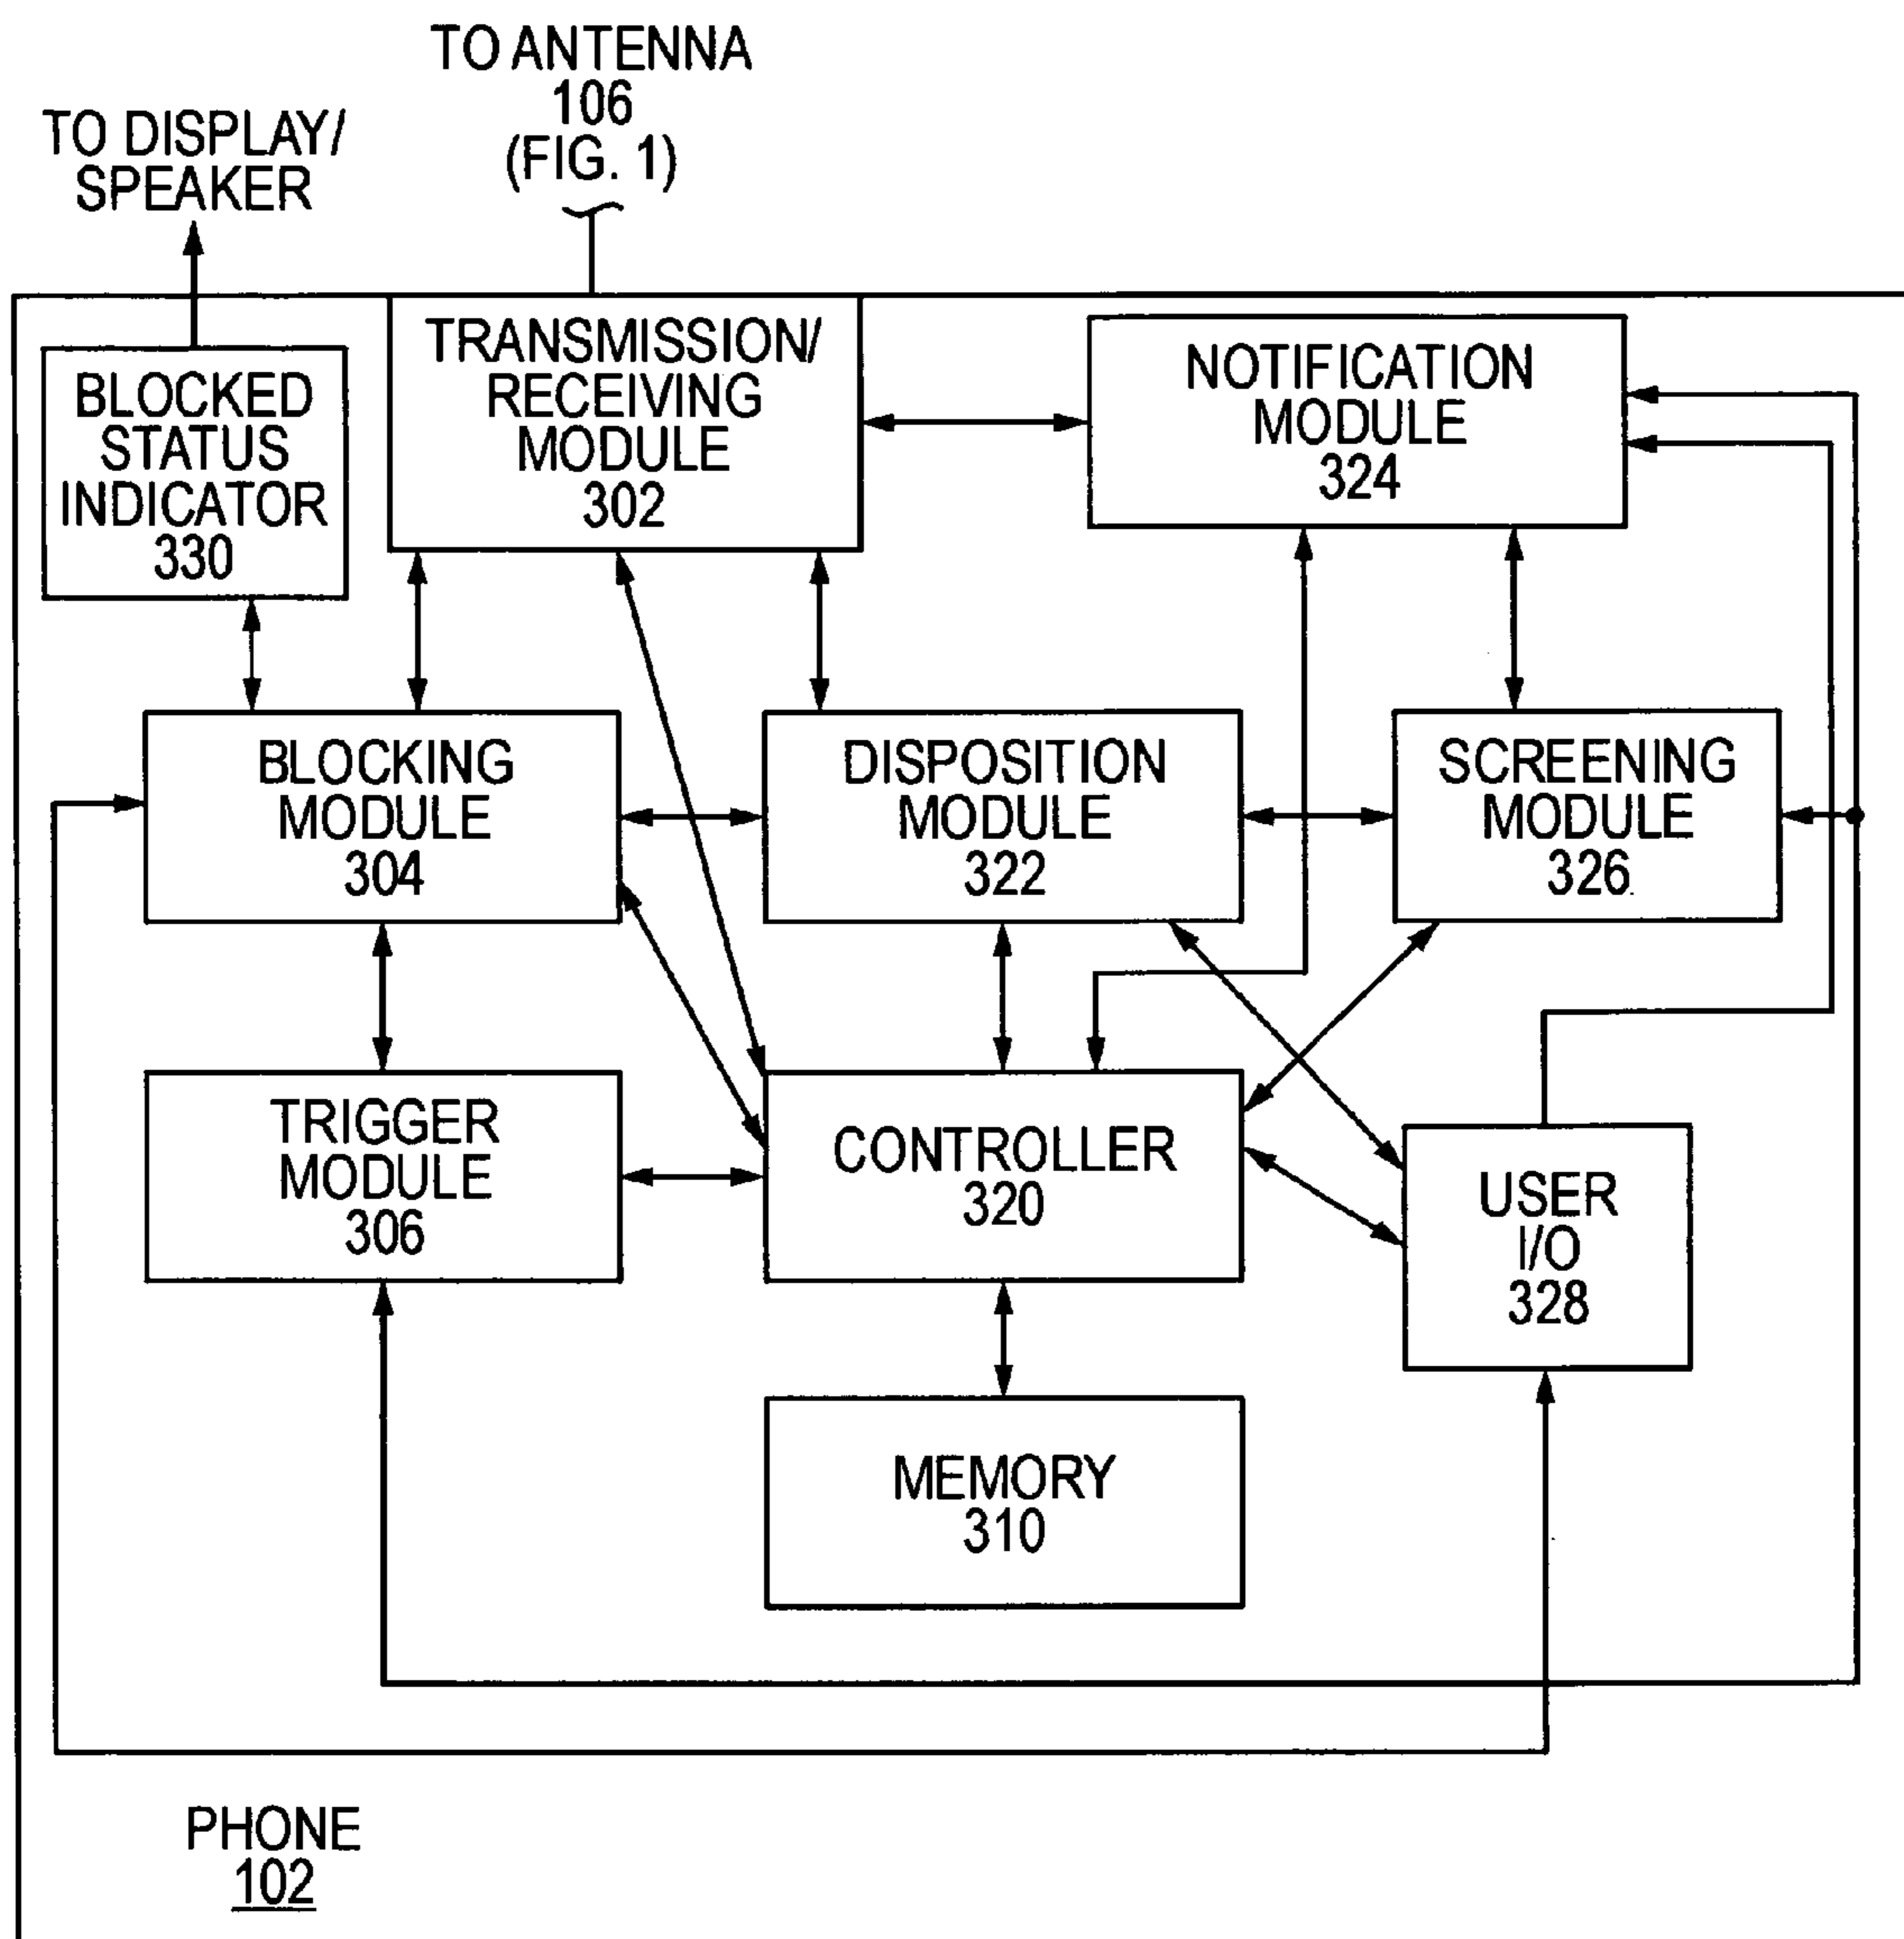 TO ANTENNA
106
(FIG. 1)
TO DISPLAY/
SPEAKER
BLOCKED
STATUS
INDICATOR
330
TRANSMISSION/
RECEIVING
MODULE
302
NOTIFICATION
MODULE
324
BLOCKING
MODULE
304
DISPOSITION
MODULE
322
SCREENING
MODULE
326
TRIGGER
MODULE
306
CONTROLLER
320
USER
I/O
328
MEMORY
310
PHONE
102